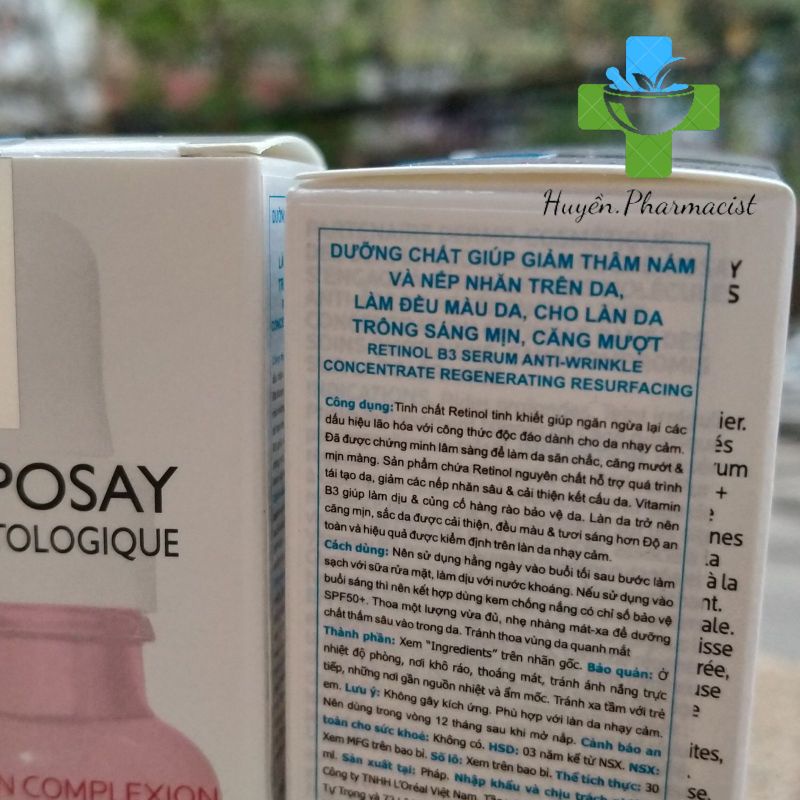 Huyền.Pharmacist
DƯỠNG CHẤT GIÚP GIẢM THÂM NÁM
VÀ NẾP NHĂN TRÊN DA,
LÀM ĐỀU MÀU DA, CHO LÀN DA
TRÔNG SÁNG MỊN, CĂNG MƯỢT
RETINOL B3 SERUM ANTI-WRINKLE
CONCENTRATE REGENERATING RESURFACING
Công dụng:Tinh chất Retinol tinh khiết giúp ngăn ngừa lại các
dấu hiệu lão hóa với công thức độc đáo dành cho da nhạy cảm.
Đã được chứng minh lâm sàng để làm da săn chắc, căng mướt &
mịn màng. Sản phẩm chứa Retinol nguyên chất hỗ trợ quá trình
tái tạo da, giảm các nếp nhăn sâu & cải thiện kết cấu da. Vitamin
B3 giúp làm dịu & củng cố hàng rào bảo vệ da. Làn da trở nên
căng mịn, sắc da được cải thiện, đều màu & tươi sáng hơn Độ an
toàn và hiệu quả được kiểm định trên làn da nhạy cảm.
Cách dùng: Nên sử dụng hằng ngày vào buổi tối sau bước làm
sạch với sữa rửa mặt, làm dịu với nước khoáng. Nếu sử dụng vào
buổi sáng thì nên kết hợp dùng kem chống nắng có chỉ số bảo vệ
SPF50+. Thoa một lượng vừa đủ, nhẹ nhàng mát-xa để dưỡng
chất thấm sâu vào trong da. Tránh thoa vùng da quanh mắt
Thành phần: Xem "Ingredients" trên nhãn gốc. Bảo quản: Ở
nhiệt độ phòng, nơi khô ráo, thoáng mát, tránh ánh nắng trực
tiếp, những nơi gần nguồn nhiệt và ẩm mốc. Tránh xa tầm với trẻ
em. Lưu ý: Không gây kích ứng. Phù hợp với làn da nhạy cảm.
Nên dùng trong vòng 12 tháng sau khi mở nắp. Cảnh báo an
toàn cho sức khoẻ: Không có. HSD: 03 năm kể từ NSX. NSX:
Xem MFG trên bao bì. Số lô: Xem trên bao bì. Thể tích thực: 30
ml. Sản xuất tại: Pháp. Nhập khẩu và chịu trách
Công ty TNHH L'Oréal Việt Nam,
Tự Trọng và
POSAY
TOLOGIQUE
N COMPLEXION
Y
S
ier.
és
rum
+
nes
à la
nt.
ale.
isse
rée,
use
e
ites,
se.